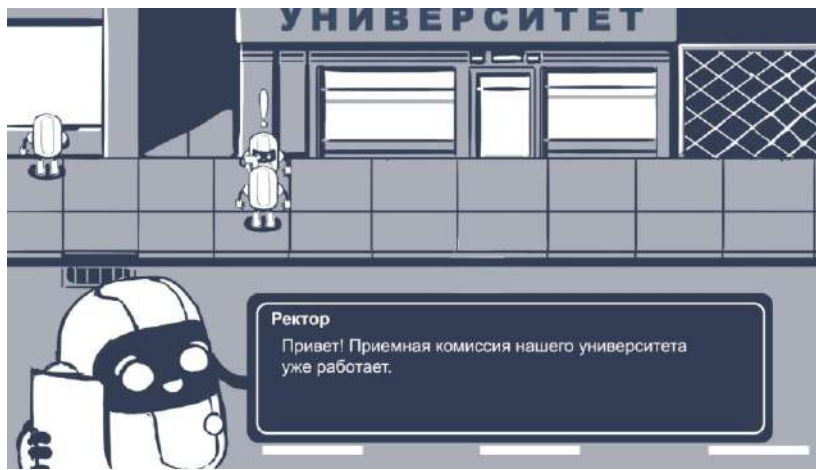 УНИВЕРСИТЕТ
!
Ректор
Привет! Приемная комиссия нашего университета
уже работает.